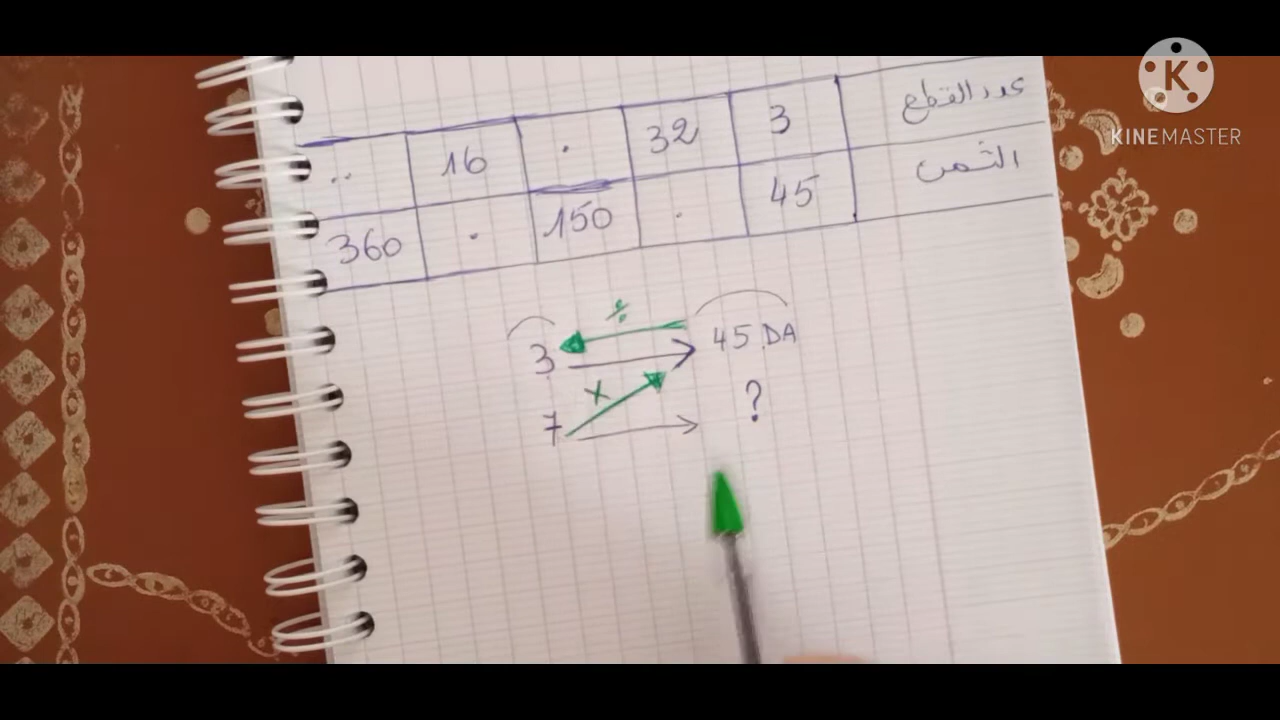 عدد القطع 3 32 . 16 ..
الثمن 45 . 150 . 360
÷
3 → 45 DA
×
7 → ?
K
KINEMASTER